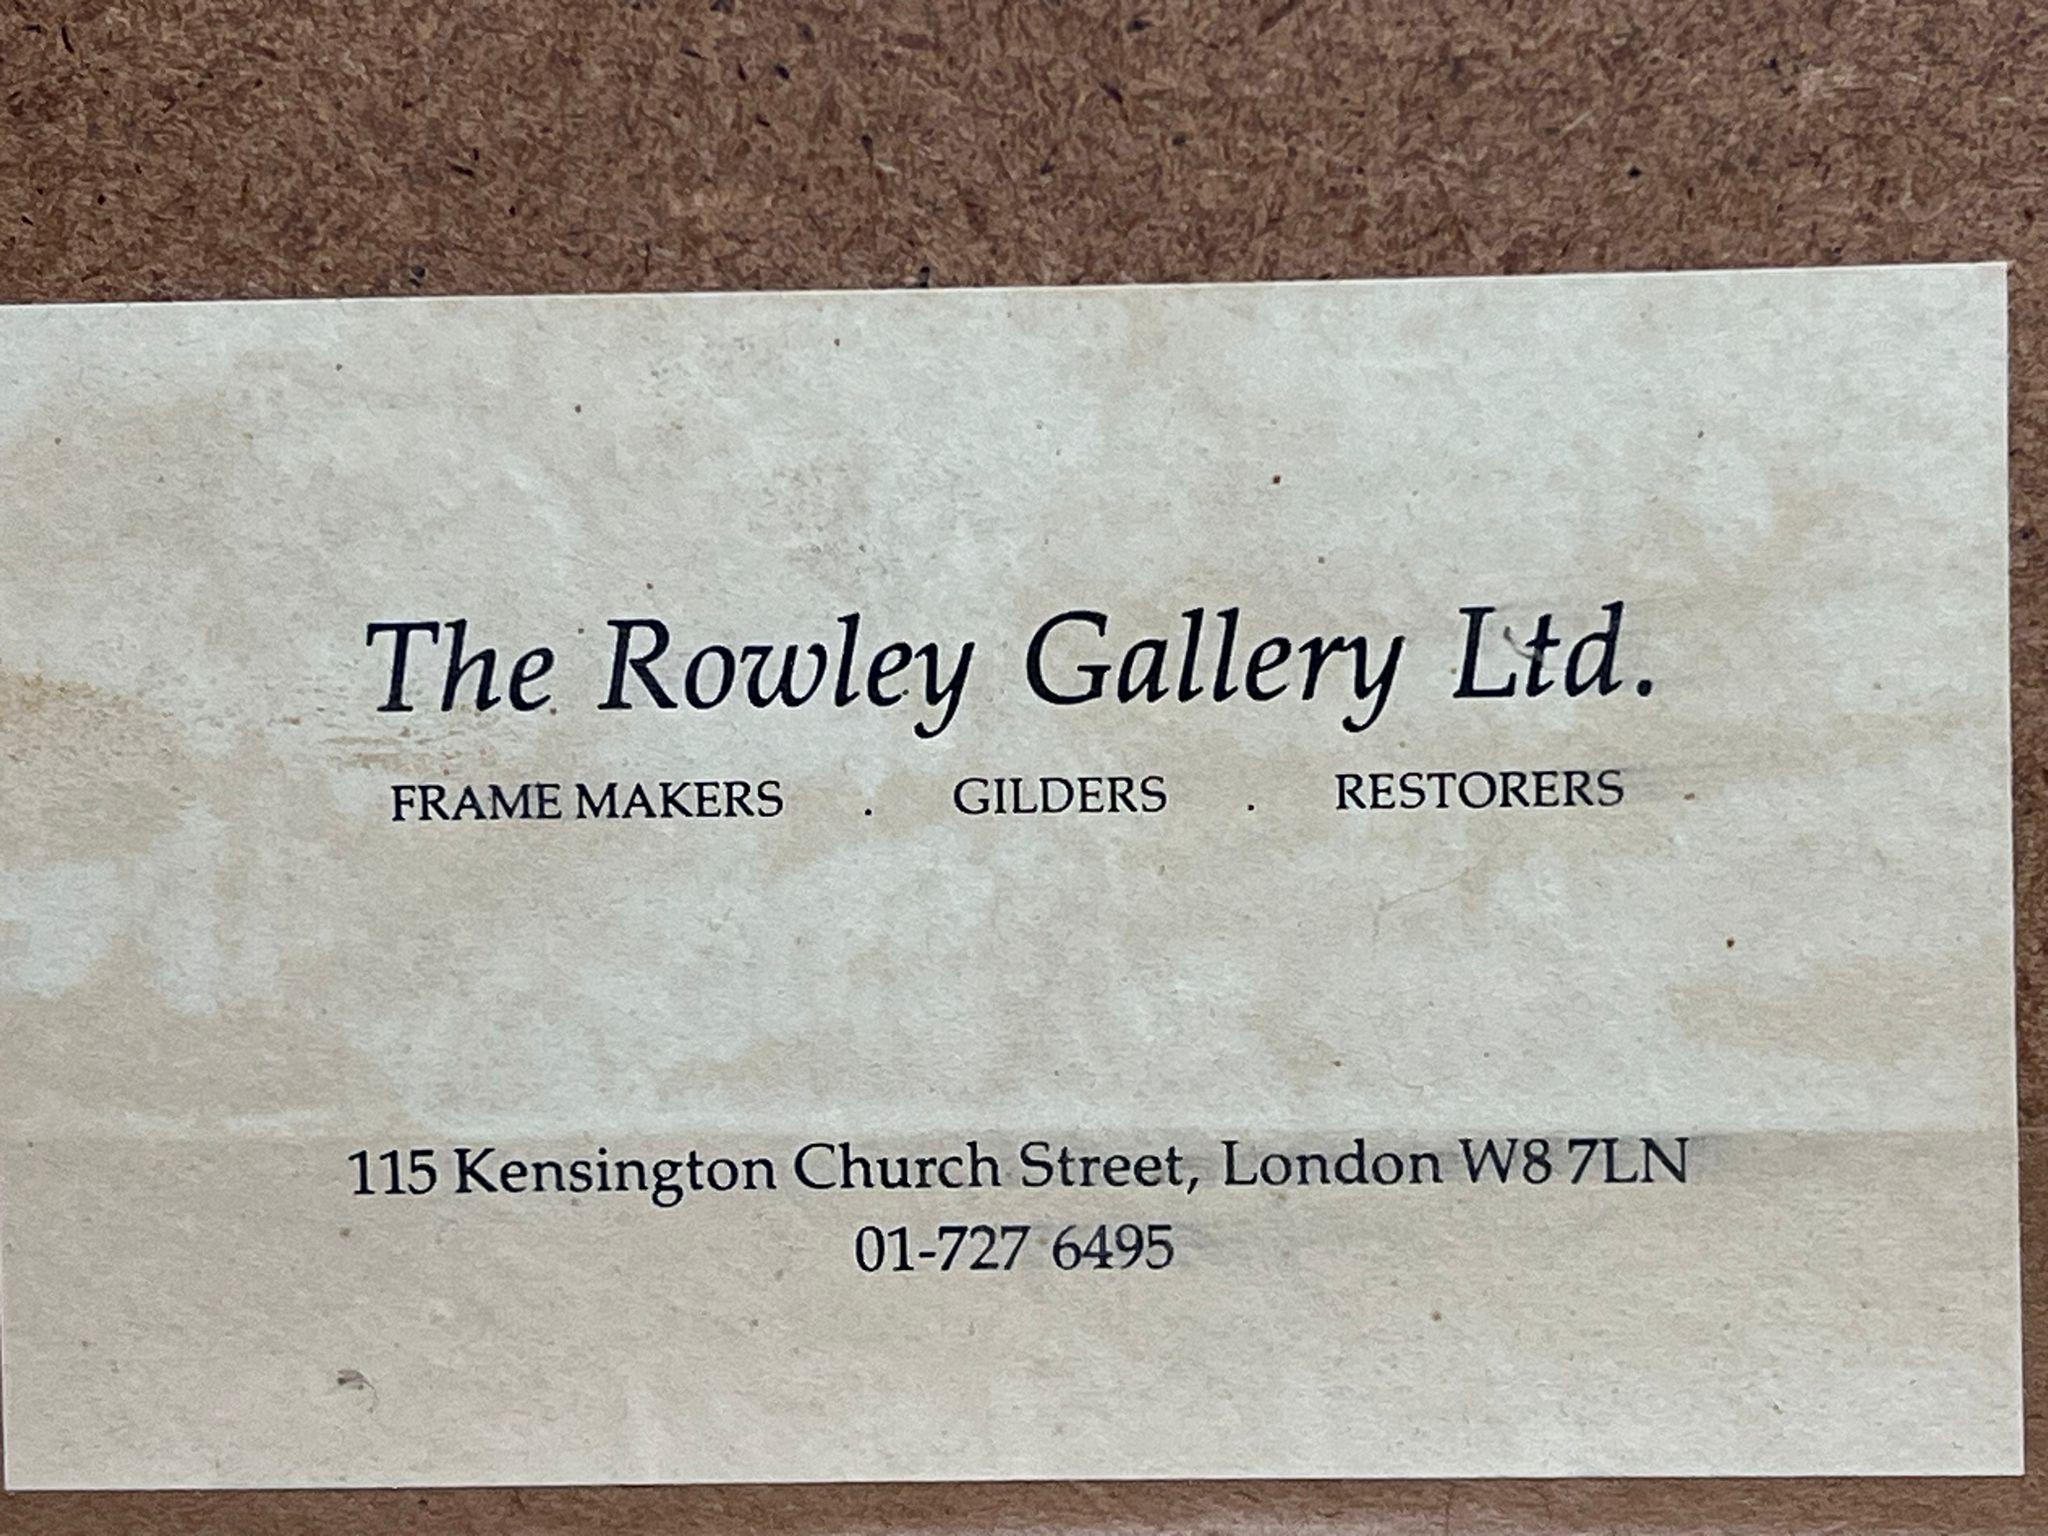 The Rowley Gallery Ltd.
FRAME MAKERS . GILDERS . RESTORERS
115 Kensington Church Street, London W8 7LN
01-727 6495